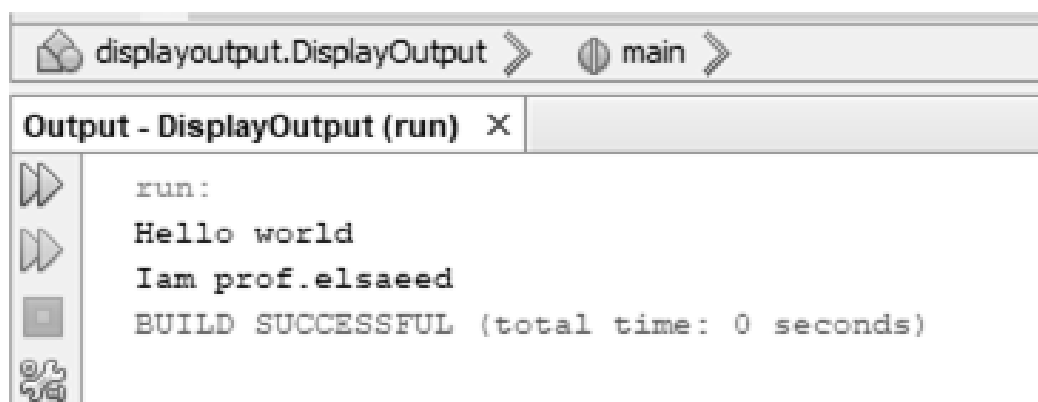 displayoutput.DisplayOutput main
Output - DisplayOutput (run)
run:
Hello world
Iam prof.elsaeed
BUILD SUCCESSFUL (total time: 0 seconds)